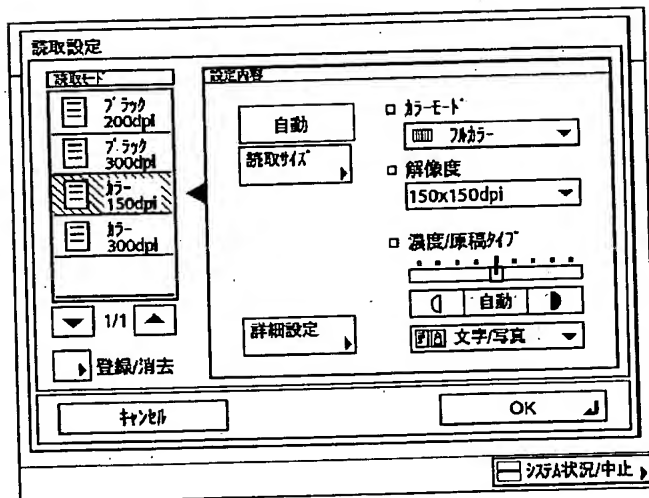 読取設定
読取モード
ブラック
200dpi
ブラック
300dpi
カラー
150dpi
カラー
300dpi
1/1
登録/消去
設定内容
自動
読取サイズ
カラーモード
フルカラー
解像度
150x150dpi
濃度/原稿タイプ
自動
文字/写真
詳細設定
キャンセル
OK
システム状況/中止